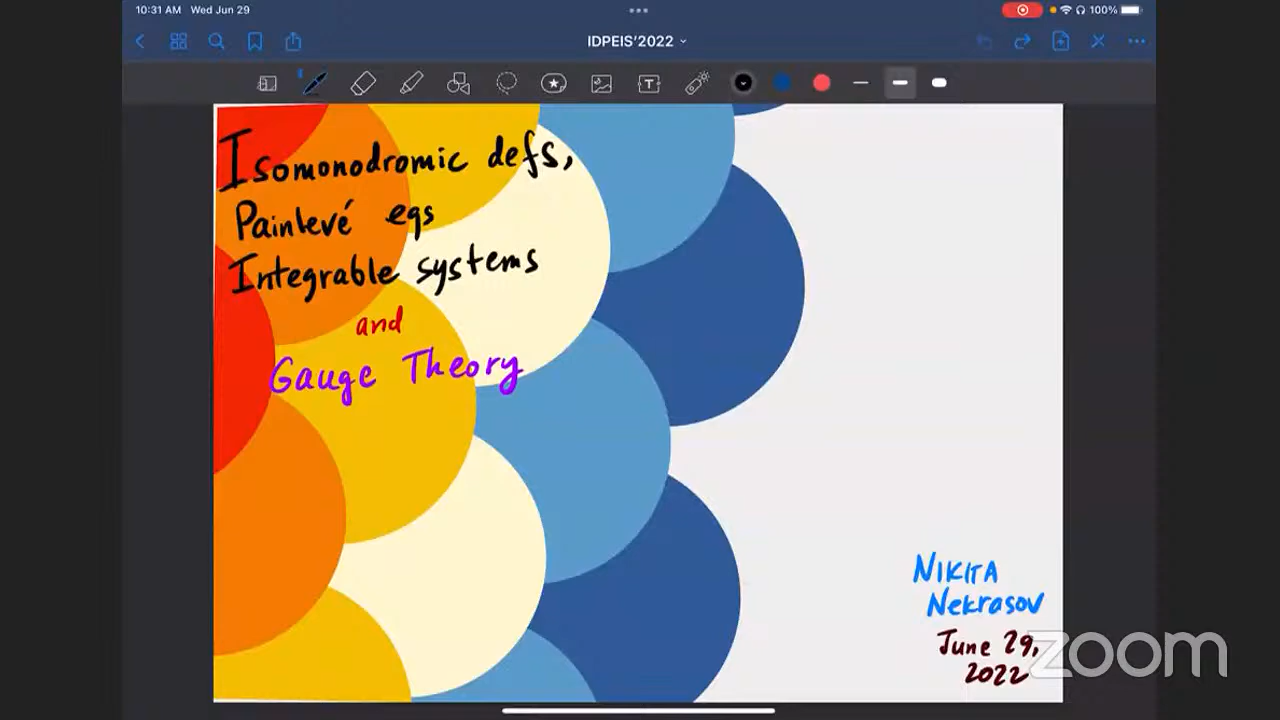 10:31 AM Wed Jun 29
100%
IDPEIS'2022
Isomonodromic defs,
Painlevé eqs
Integrable systems
and
Gauge Theory
NIKITA
Nekrasov
June 29,
2022
zoom